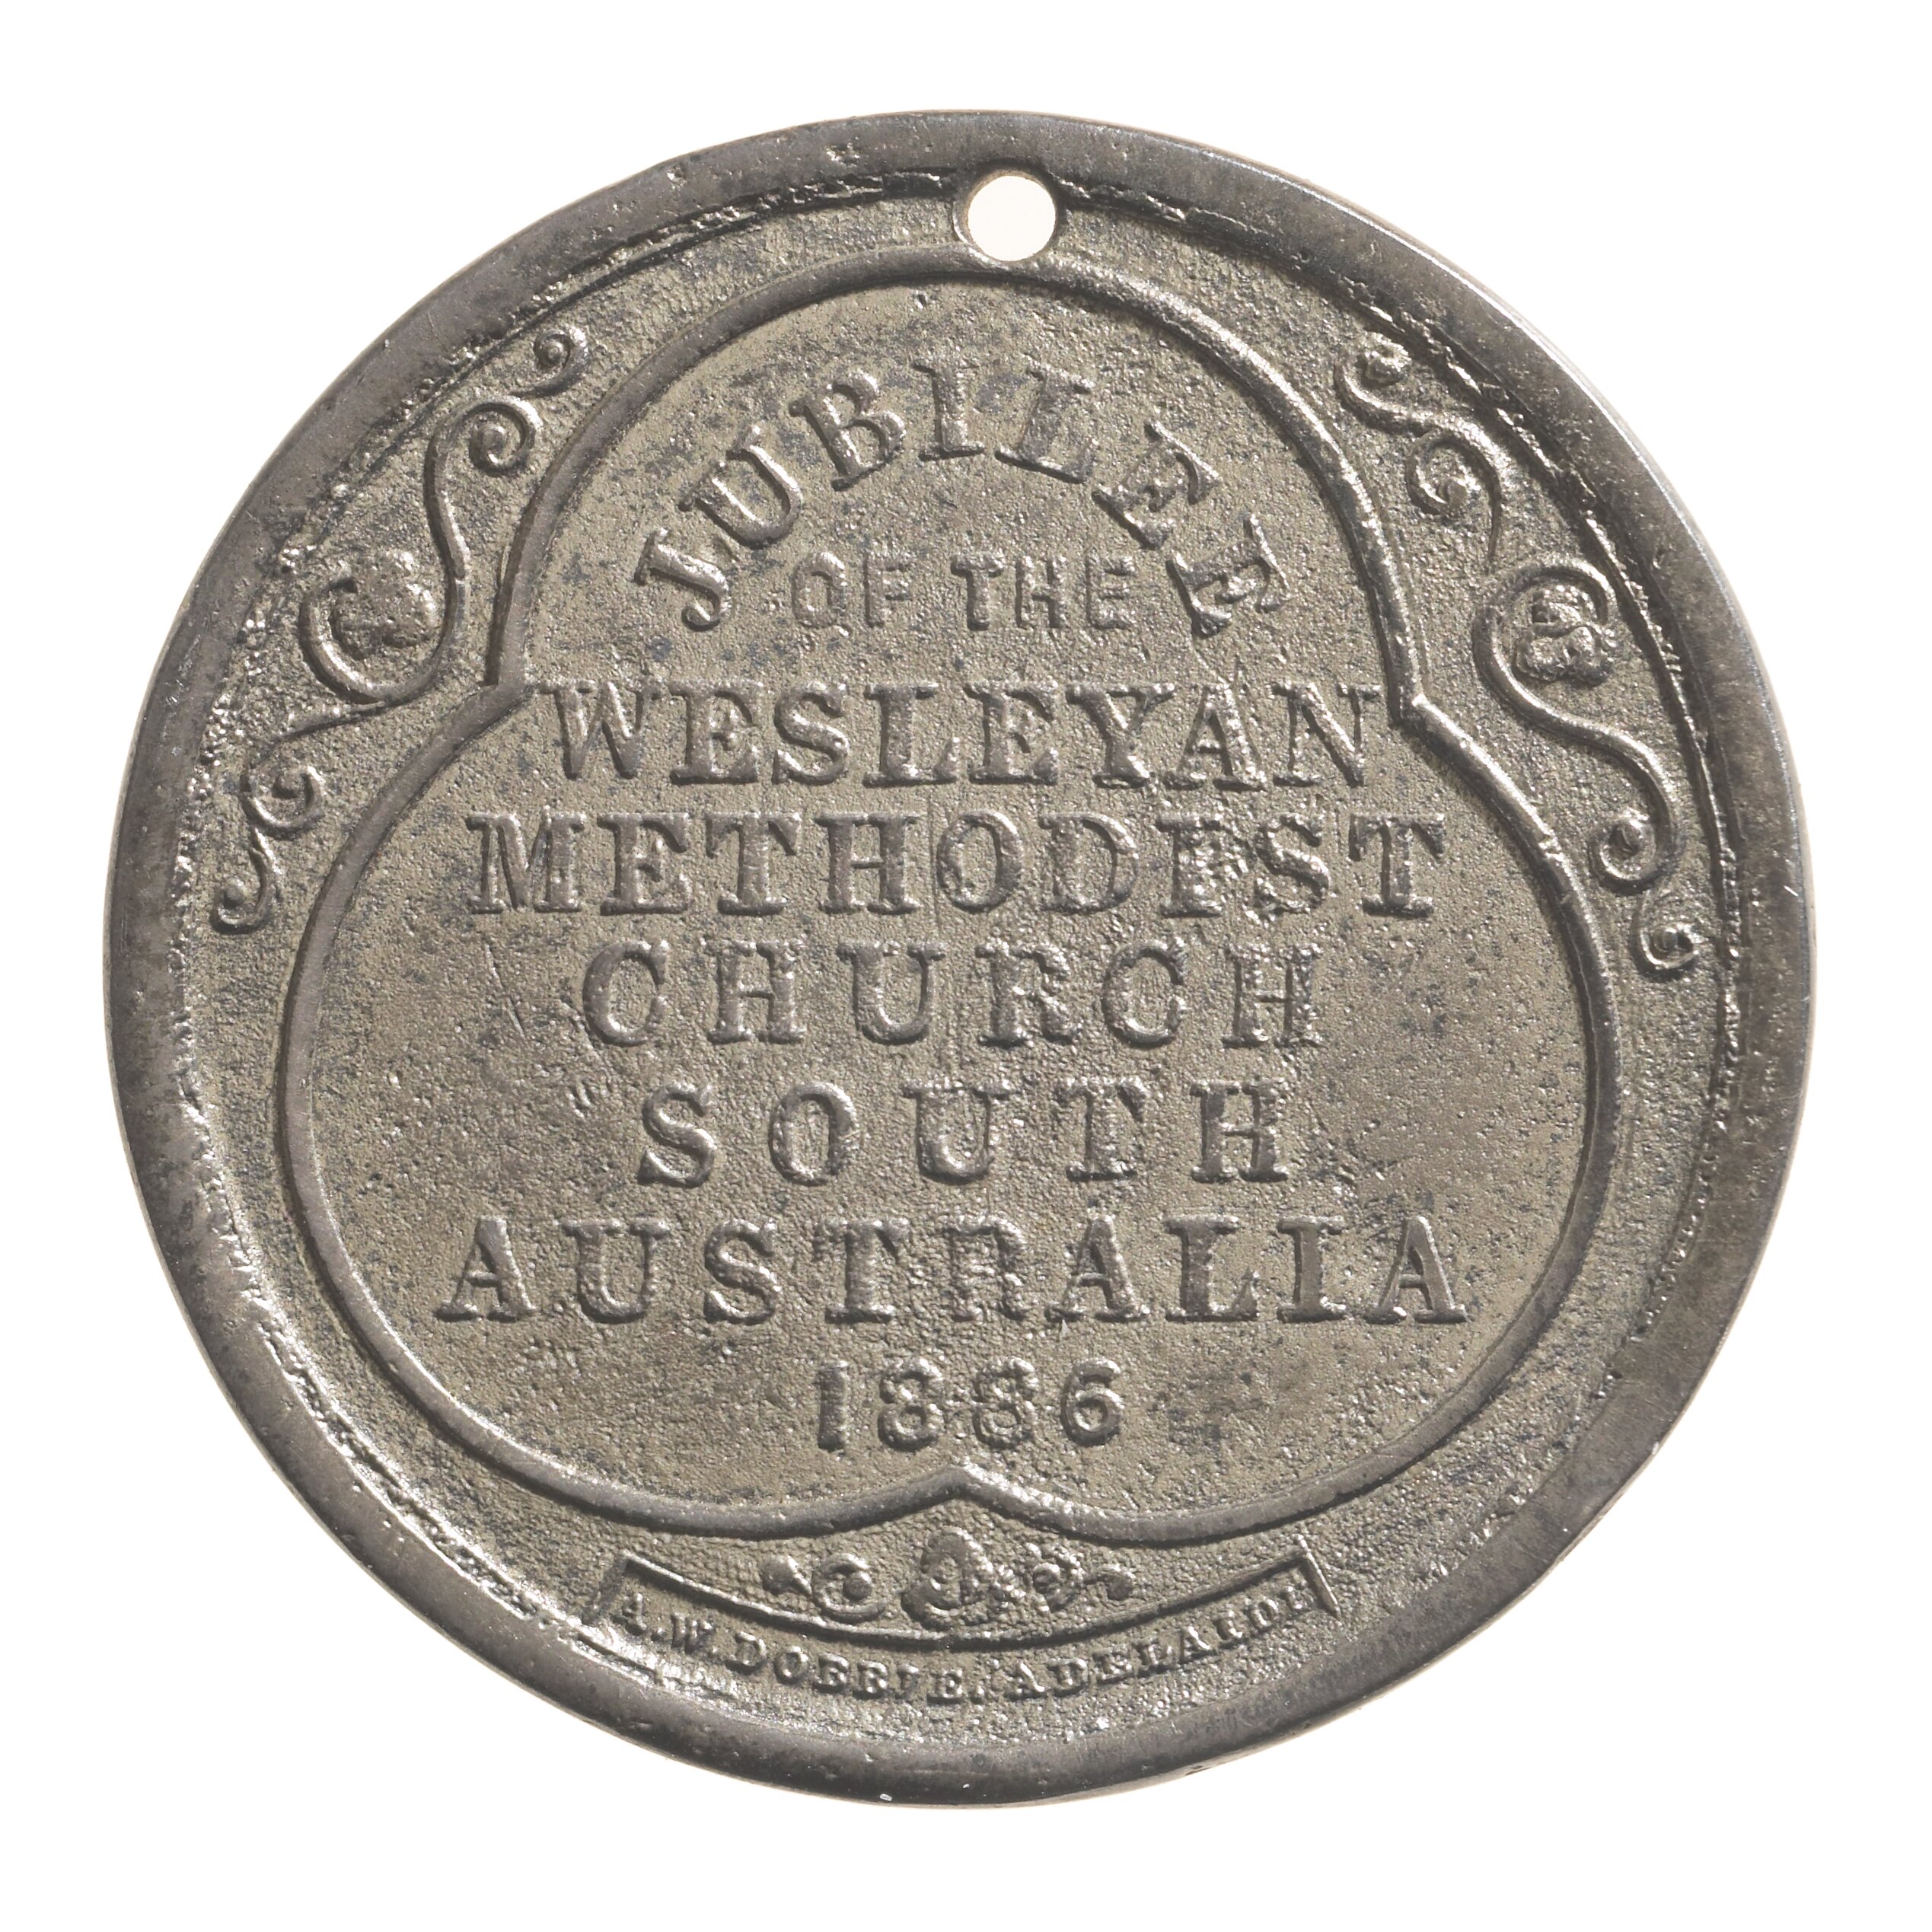 JUBILEE
OF THE
WESLEYAN
METHODIST
CHURCH
SOUTH
AUSTRALIA
1886
A.W. DOBBIE, ADELAIDE